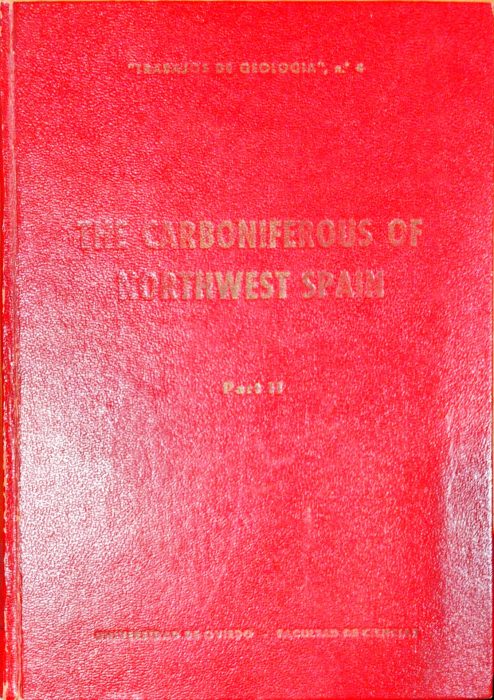 "TRABAJOS DE GEOLOGIA", n.° 4
THE CARBONIFEROUS OF
NORTHWEST SPAIN
Part II
UNIVERSIDAD DE OVIEDO - FACULTAD DE CIENCIAS